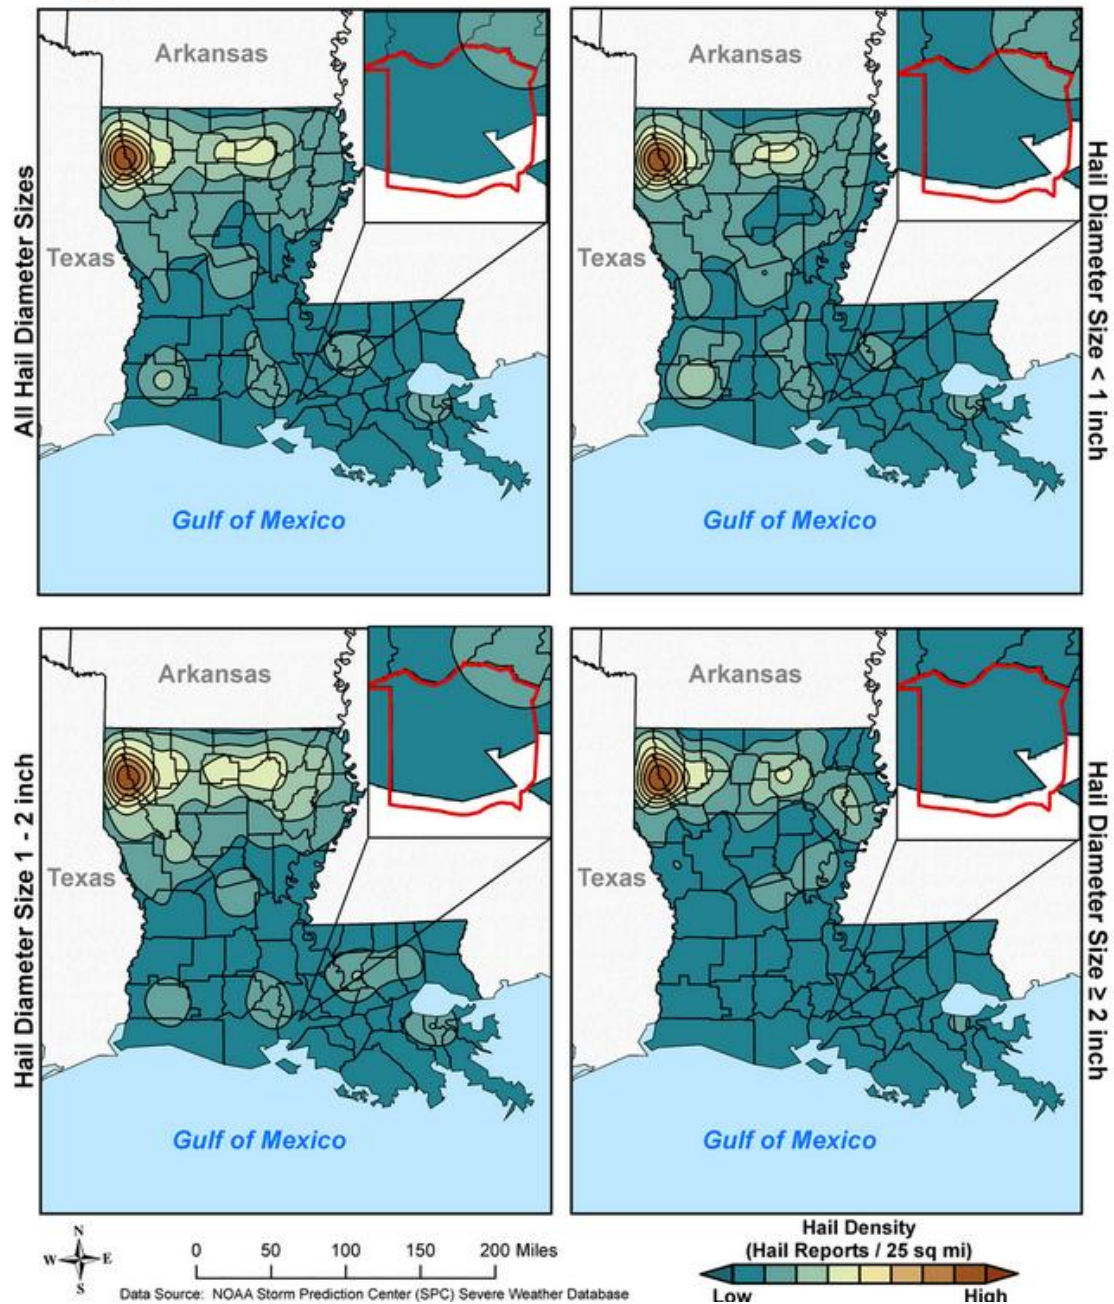 All Hail Diameter Sizes
Arkansas
Texas
Gulf of Mexico
Arkansas
Texas
Gulf of Mexico
Hail Diameter Size < 1 inch
Hail Diameter Size 1 - 2 inch
Arkansas
Texas
Gulf of Mexico
Arkansas
Texas
Gulf of Mexico
Hail Diameter Size ≥ 2 inch
N
W E
S
0 50 100 150 200 Miles
Data Source: NOAA Storm Prediction Center (SPC) Severe Weather Database
Hail Density
(Hail Reports / 25 sq mi)
Low High